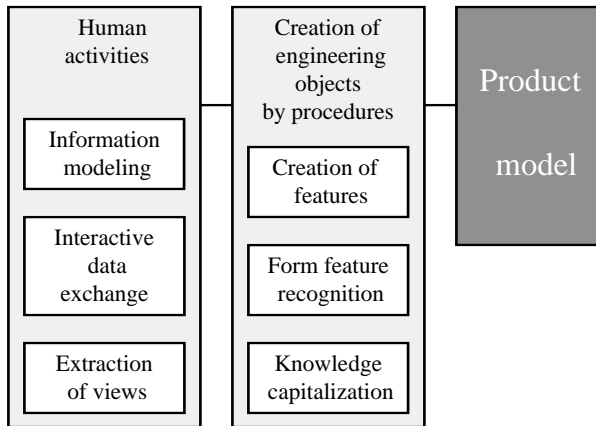 Human
activities
Information
modeling
Interactive
data
exchange
Extraction
of views
Creation of
engineering
objects
by procedures
Creation of
features
Form feature
recognition
Knowledge
capitalization
Product
model